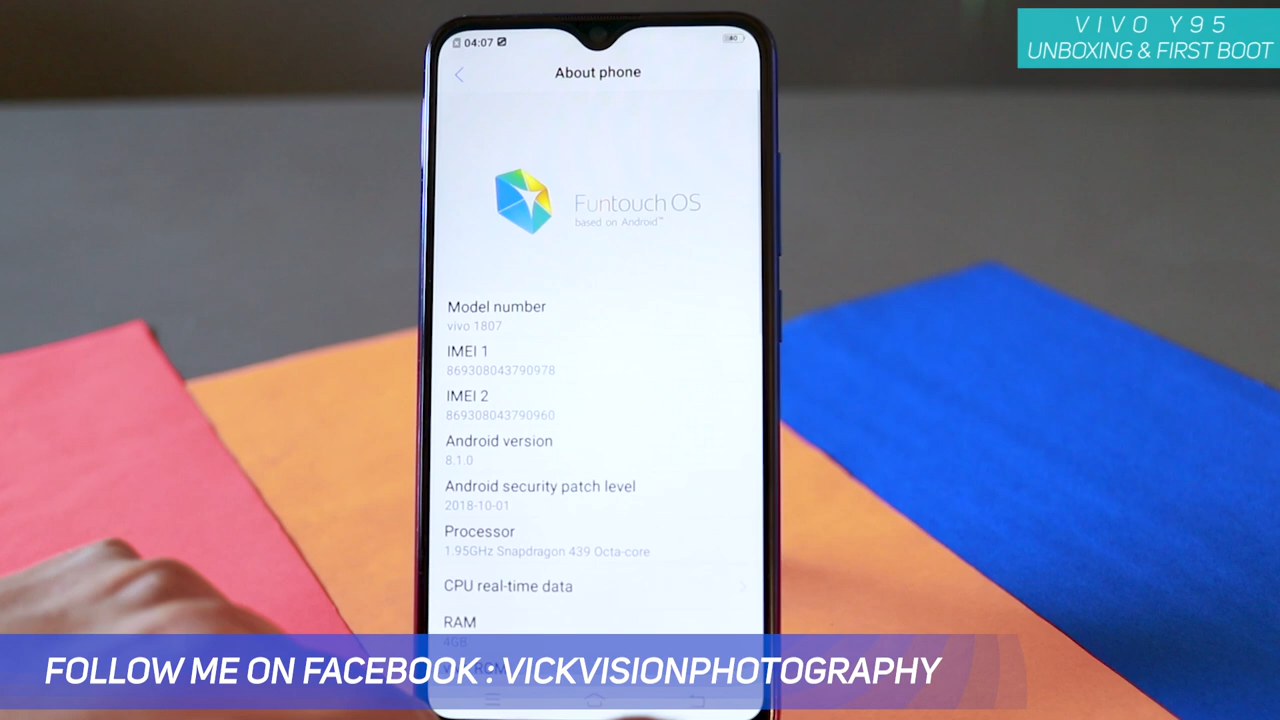 VIVO Y95
UNBOXING & FIRST BOOT
04:07
About phone
Funtouch OS
based on Android™
Model number
vivo 1807
IMEI 1
869308043790978
IMEI 2
869308043790960
Android version
8.1.0
Android security patch level
2018-10-01
Processor
1.95GHz Snapdragon 439 Octa-core
CPU real-time data
RAM
4GB
FOLLOW ME ON FACEBOOK : VICKVISIONPHOTOGRAPHY